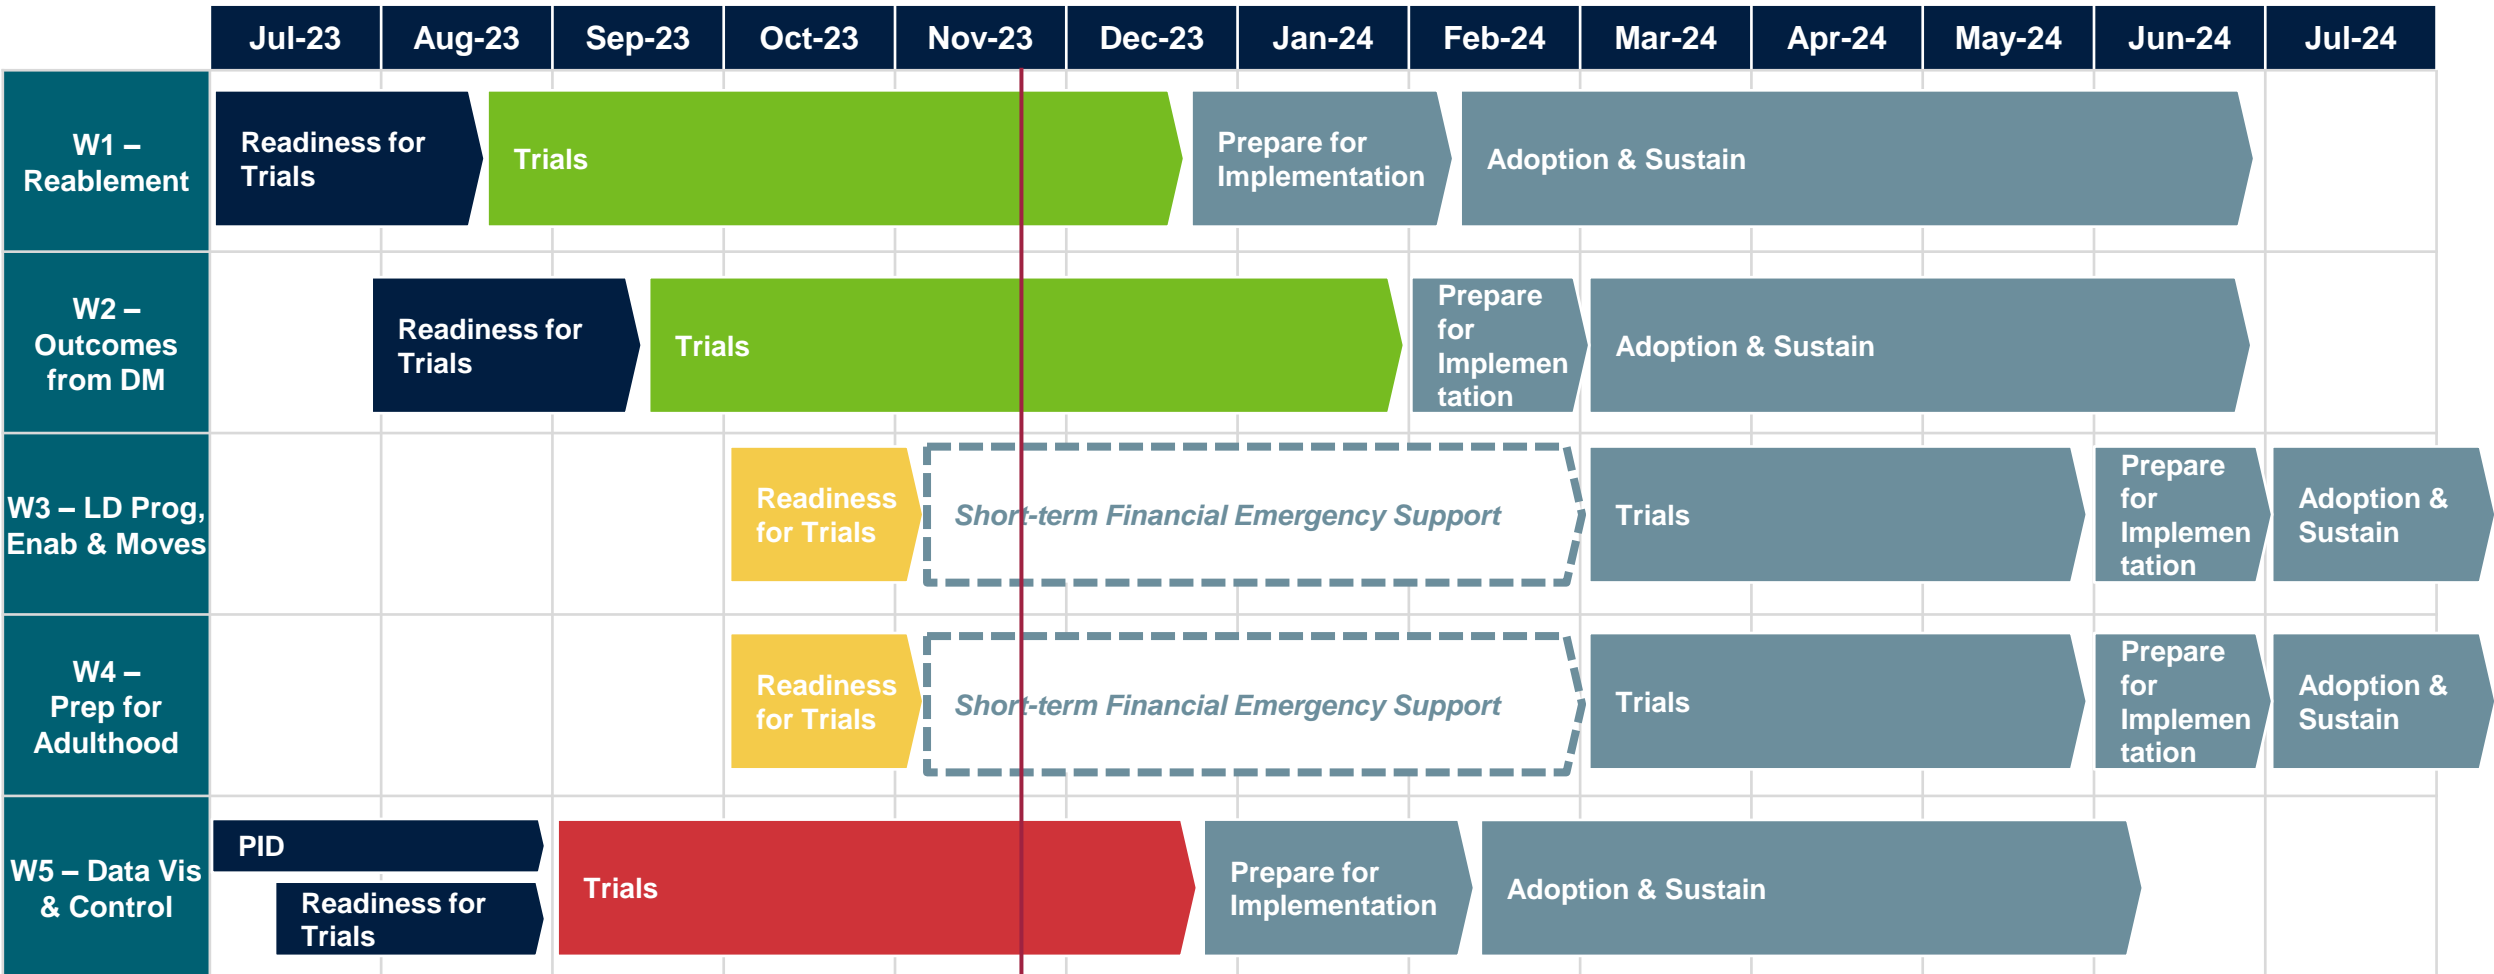 Jul-23 Aug-23 Sep-23 Oct-23 Nov-23 Dec-23 Jan-24 Feb-24 Mar-24 Apr-24 May-24 Jun-24 Jul-24
W1 –
Reablement
Readiness for
Trials
Trials
Prepare for
Implementation
Adoption & Sustain
W2 –
Outcomes
from DM
Readiness for
Trials
Trials
Prepare
for
Implemen
tation
Adoption & Sustain
W3 – LD Prog,
Enab & Moves
Readiness
for Trials
Short-term Financial Emergency Support
Trials
Prepare
for
Implemen
tation
Adoption &
Sustain
W4 –
Prep for
Adulthood
Readiness
for Trials
Short-term Financial Emergency Support
Trials
Prepare
for
Implemen
tation
Adoption &
Sustain
W5 – Data Vis
& Control
PID
Readiness for
Trials
Trials
Prepare for
Implementation
Adoption & Sustain